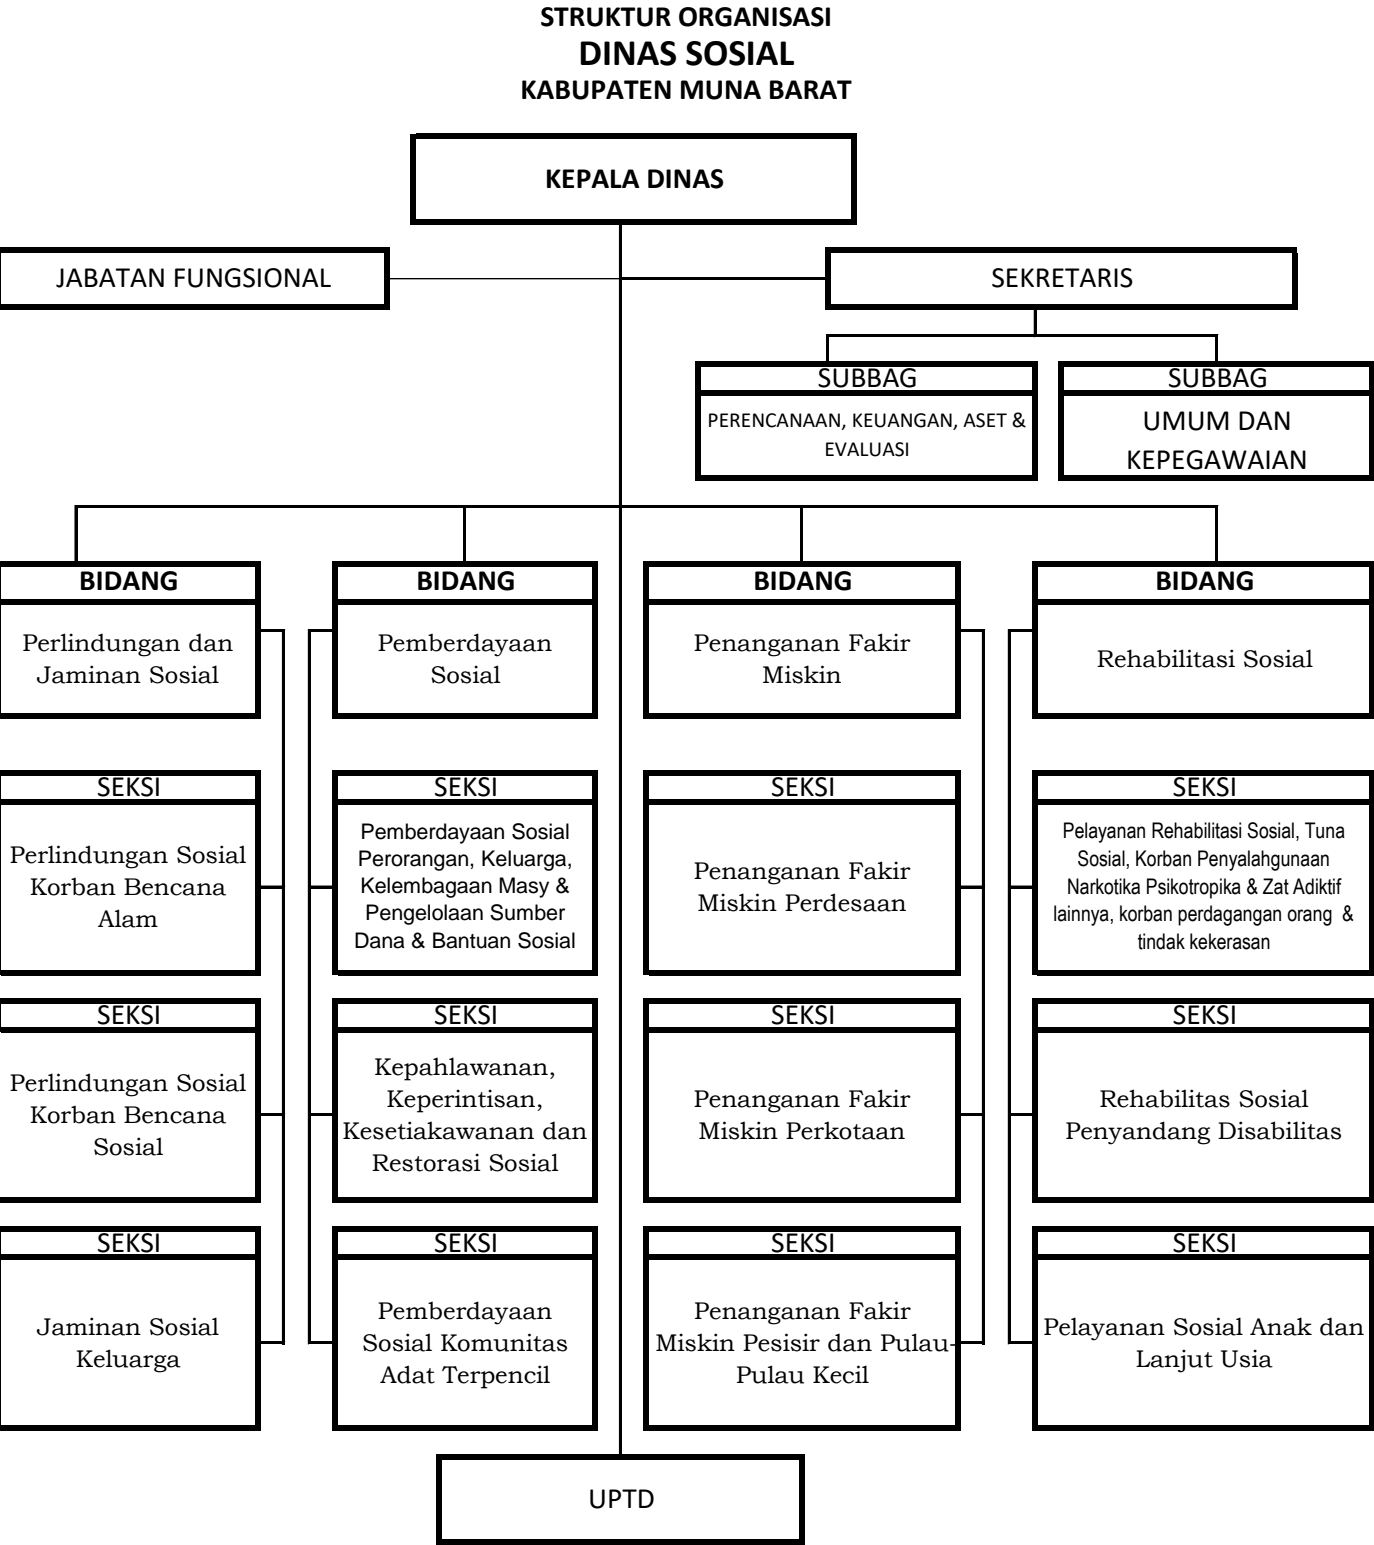 STRUKTUR ORGANISASI
DINAS SOSIAL
KABUPATEN MUNA BARAT
KEPALA DINAS
JABATAN FUNGSIONAL
SEKRETARIS
SUBBAG
PERENCANAAN, KEUANGAN, ASET &
EVALUASI
SUBBAG
UMUM DAN
KEPEGAWAIAN
BIDANG
Perlindungan dan
Jaminan Sosial
BIDANG
Pemberdayaan
Sosial
BIDANG
Penanganan Fakir
Miskin
BIDANG
Rehabilitasi Sosial
SEKSI
Perlindungan Sosial
Korban Bencana
Alam
SEKSI
Pemberdayaan Sosial
Perorangan, Keluarga,
Kelembagaan Masy &
Pengelolaan Sumber
Dana & Bantuan Sosial
SEKSI
Penanganan Fakir
Miskin Perdesaan
SEKSI
Pelayanan Rehabilitasi Sosial, Tuna
Sosial, Korban Penyalahgunaan
Narkotika Psikotropika & Zat Adiktif
lainnya, korban perdagangan orang &
tindak kekerasan
SEKSI
Perlindungan Sosial
Korban Bencana
Sosial
SEKSI
Kepahlawanan,
Keperintisan,
Kesetiakawanan dan
Restorasi Sosial
SEKSI
Penanganan Fakir
Miskin Perkotaan
SEKSI
Rehabilitas Sosial
Penyandang Disabilitas
SEKSI
Jaminan Sosial
Keluarga
SEKSI
Pemberdayaan
Sosial Komunitas
Adat Terpencil
SEKSI
Penanganan Fakir
Miskin Pesisir dan Pulau-
Pulau Kecil
SEKSI
Pelayanan Sosial Anak dan
Lanjut Usia
UPTD